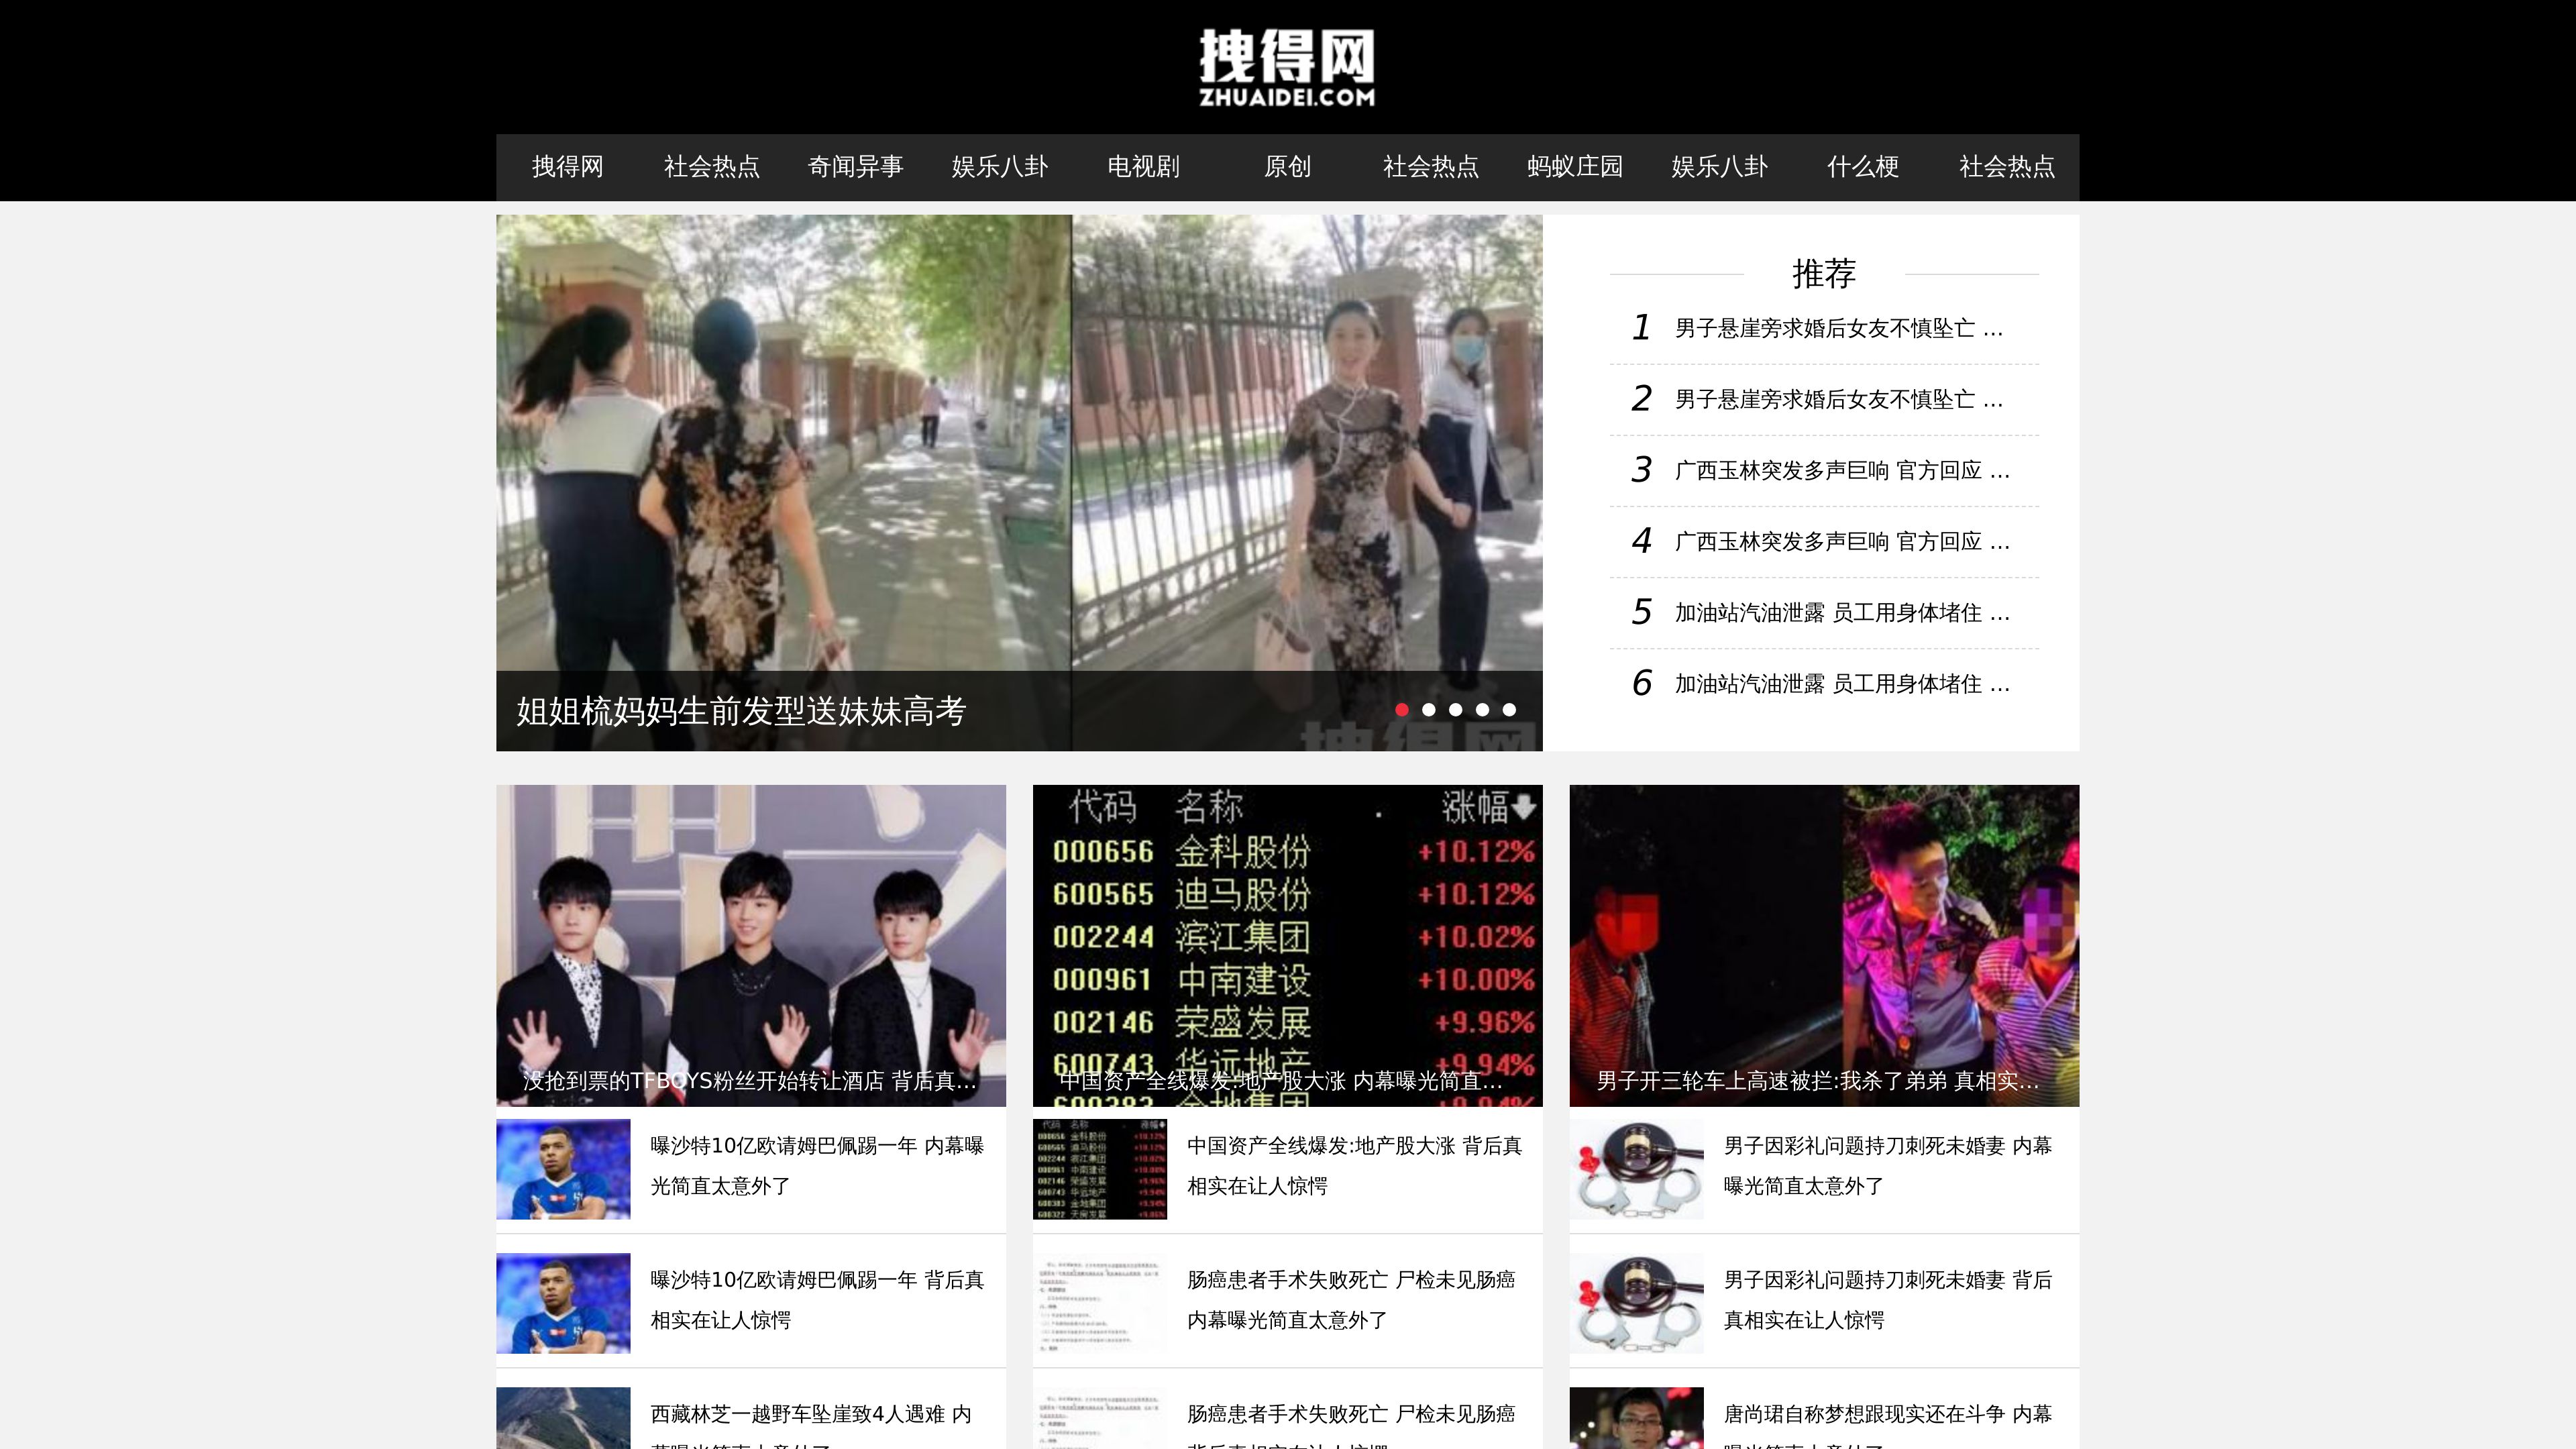 拽得网
ZHUAIDEI.COM
拽得网 社会热点 奇闻异事 娱乐八卦 电视剧 原创 社会热点 蚂蚁庄园 娱乐八卦 什么梗 社会热点
姐姐梳妈妈生前发型送妹妹高考
拽得网
推荐
1 男子悬崖旁求婚后女友不慎坠亡 ...
2 男子悬崖旁求婚后女友不慎坠亡 ...
3 广西玉林突发多声巨响 官方回应 ...
4 广西玉林突发多声巨响 官方回应 ...
5 加油站汽油泄露 员工用身体堵住 ...
6 加油站汽油泄露 员工用身体堵住 ...
没抢到票的TFBOYS粉丝开始转让酒店 背后真...
曝沙特10亿欧请姆巴佩踢一年 内幕曝
光简直太意外了
曝沙特10亿欧请姆巴佩踢一年 背后真
相实在让人惊愕
西藏林芝一越野车坠崖致4人遇难 内
代码 名称 . 涨幅
000656 金科股份 +10.12%
600565 迪马股份 +10.12%
002244 滨江集团 +10.02%
000961 中南建设 +10.00%
002146 荣盛发展 +9.96%
600743 华远地产 +9.94%
600383 金地集团 +9.94%
中国资产全线爆发:地产股大涨 内幕曝光简直...
中国资产全线爆发:地产股大涨 背后真
相实在让人惊愕
肠癌患者手术失败死亡 尸检未见肠癌
内幕曝光简直太意外了
肠癌患者手术失败死亡 尸检未见肠癌
男子开三轮车上高速被拦:我杀了弟弟 真相实...
男子因彩礼问题持刀刺死未婚妻 内幕
曝光简直太意外了
男子因彩礼问题持刀刺死未婚妻 背后
真相实在让人惊愕
唐尚珺自称梦想跟现实还在斗争 内幕